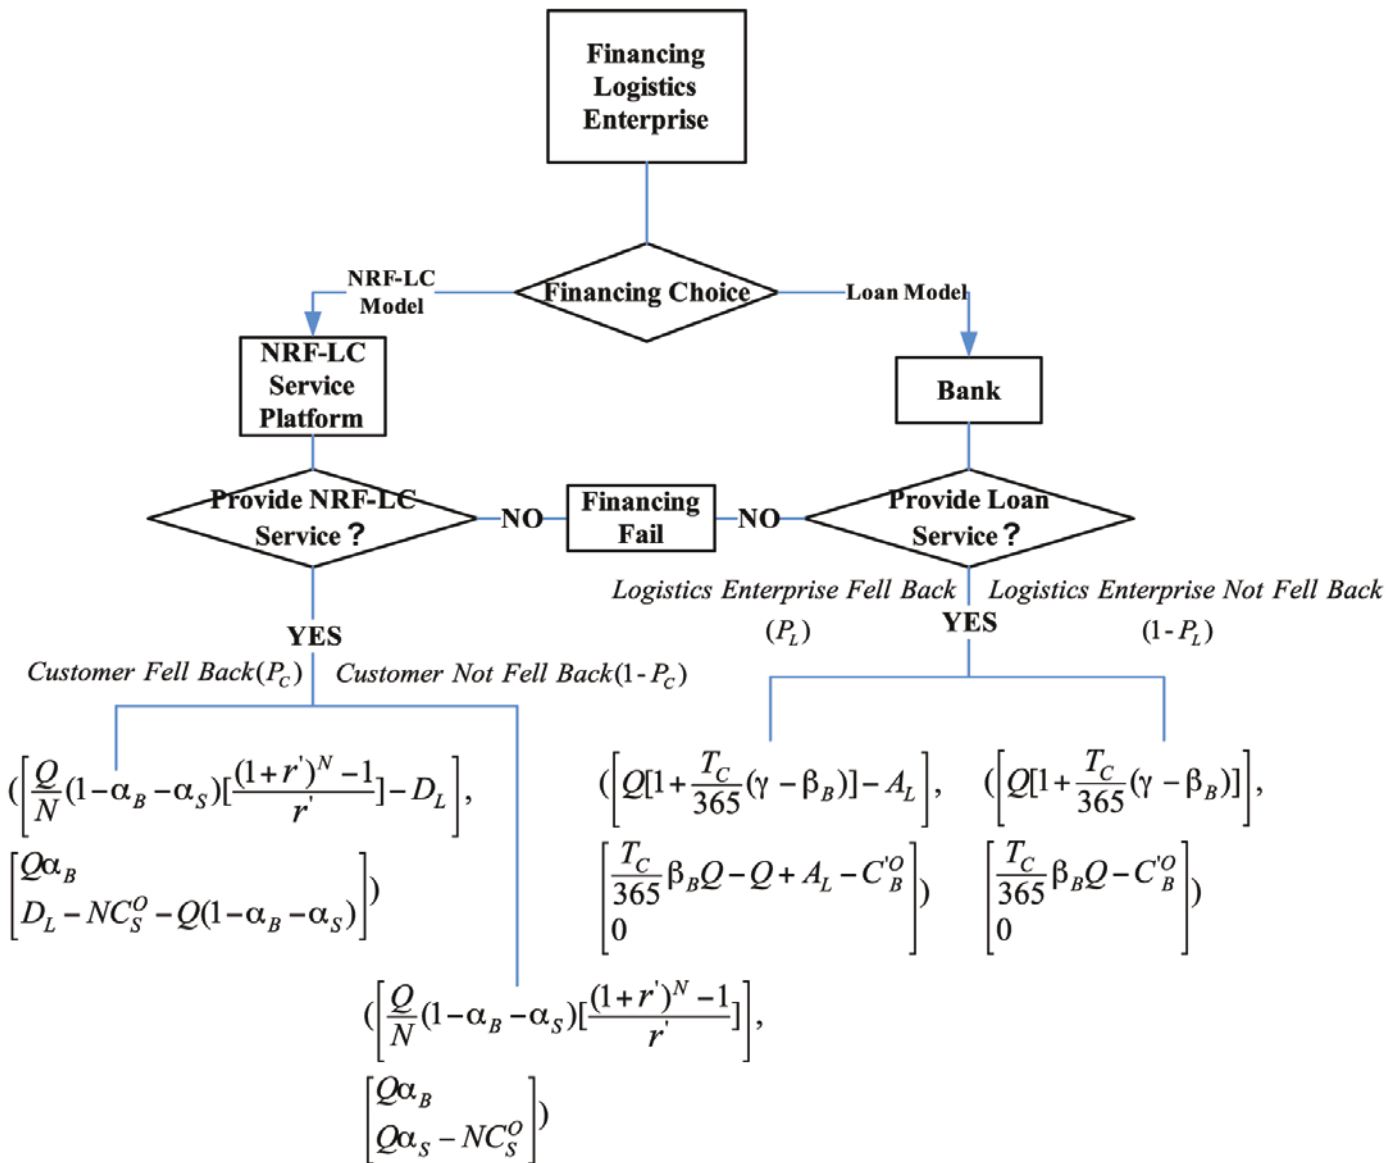 Financing
Logistics
Enterprise
NRF-LC
Model
Financing Choice
Loan Model
NRF-LC
Service
Platform
Bank
Provide NRF-LC
Service?
NO
Financing
Fail
NO
Provide Loan
Service?
Logistics Enterprise Fell Back
(P_L)
YES
Logistics Enterprise Not Fell Back
(1-P_L)
YES
Customer Fell Back(P_C)
Customer Not Fell Back(1-P_C)
([Q/N(1-α_B-α_S)[((1+r')^N-1)/r']-D_L],
[Qα_B
D_L-NC_S^O-Q(1-α_B-α_S)])
([Q/N(1-α_B-α_S)[((1+r')^N-1)/r']],
[Qα_B
Qα_S-NC_S^O])
([Q[1+T_C/365(γ-β_B)]-A_L],
[T_C/365β_BQ-Q+A_L-C'_B^O
0])
([Q[1+T_C/365(γ-β_B)]],
[T_C/365β_BQ-C'_B^O
0])